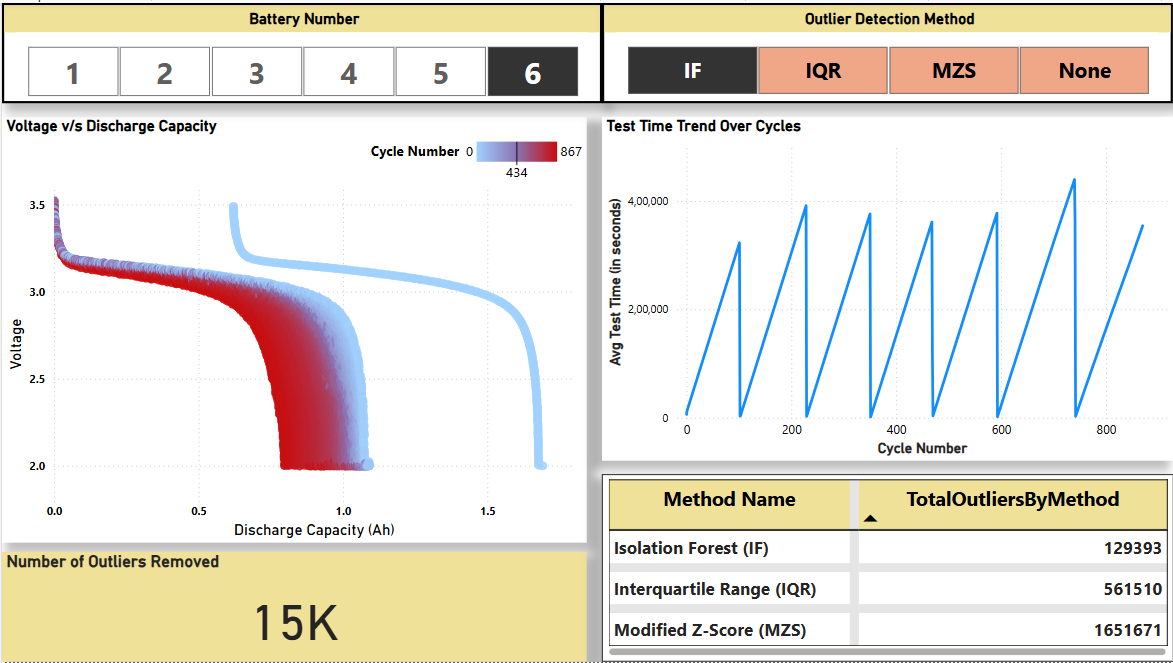 Battery Number
1 2 3 4 5 6
Outlier Detection Method
IF IQR MZS None
Voltage v/s Discharge Capacity
Cycle Number 0 867
434
3.5
3.0
2.5
2.0
Voltage
0.0 0.5 1.0 1.5
Discharge Capacity (Ah)
Number of Outliers Removed
15K
Test Time Trend Over Cycles
4,00,000
2,00,000
0
Avg Test Time (in seconds)
0 200 400 600 800
Cycle Number
Method Name TotalOutliersByMethod
Isolation Forest (IF) 129393
Interquartile Range (IQR) 561510
Modified Z-Score (MZS) 1651671